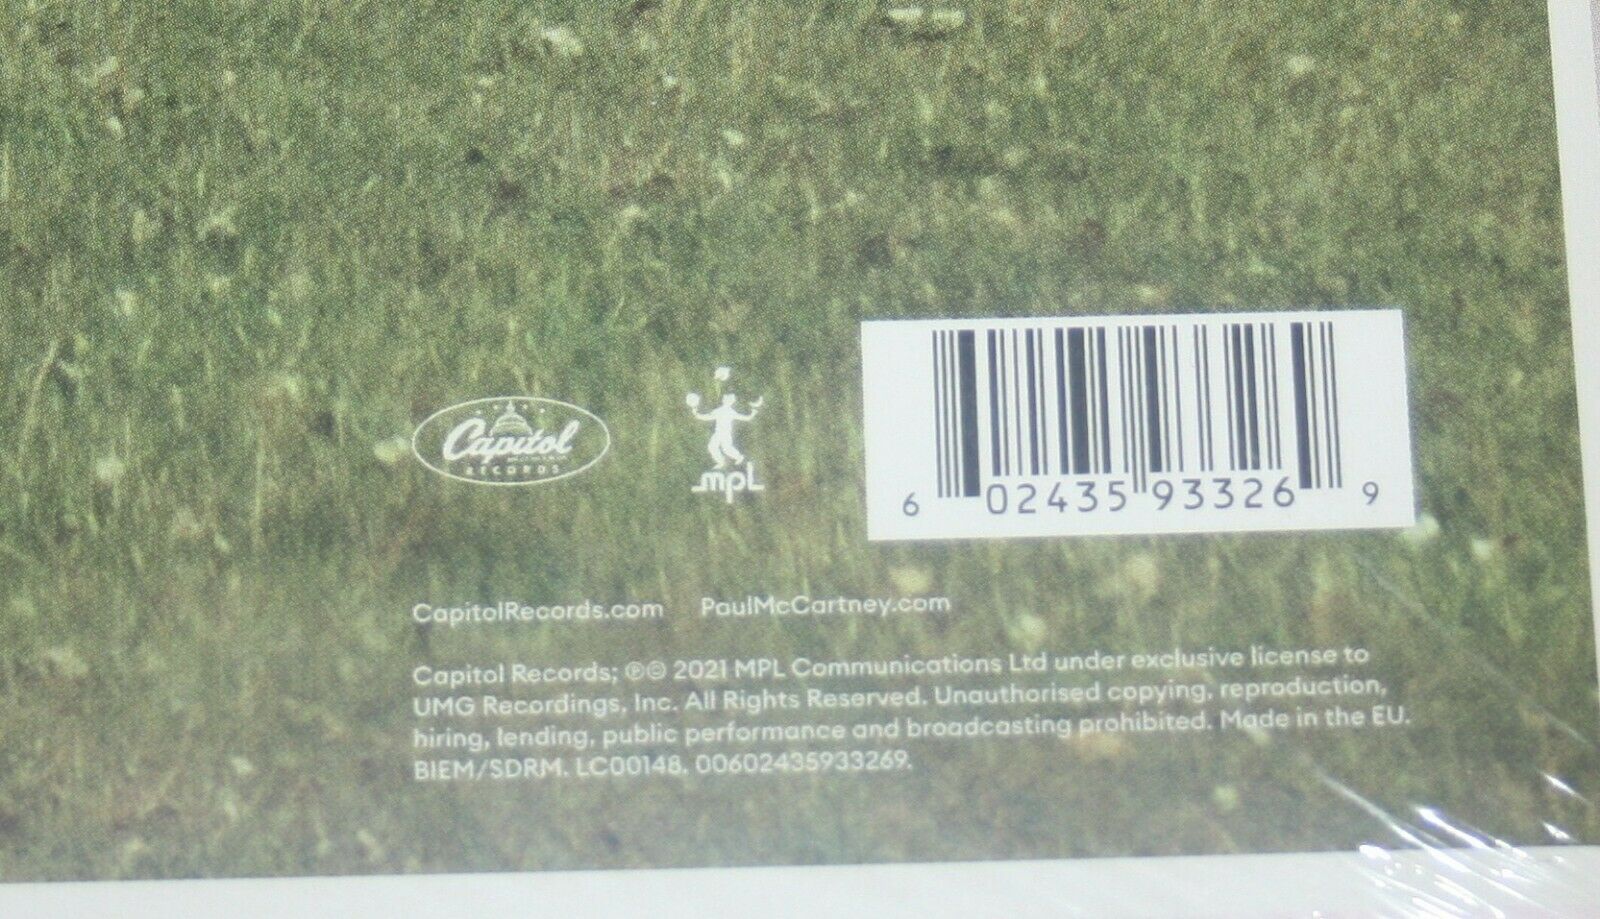 Capitol
RECORDS
mpl
6 02435 93326 9
CapitolRecords.com PaulMcCartney.com
Capitol Records; ℗© 2021 MPL Communications Ltd under exclusive license to
UMG Recordings, Inc. All Rights Reserved. Unauthorised copying, reproduction,
hiring, lending, public performance and broadcasting prohibited. Made in the EU.
BIEM/SDRM. LC00148. 00602435933269.